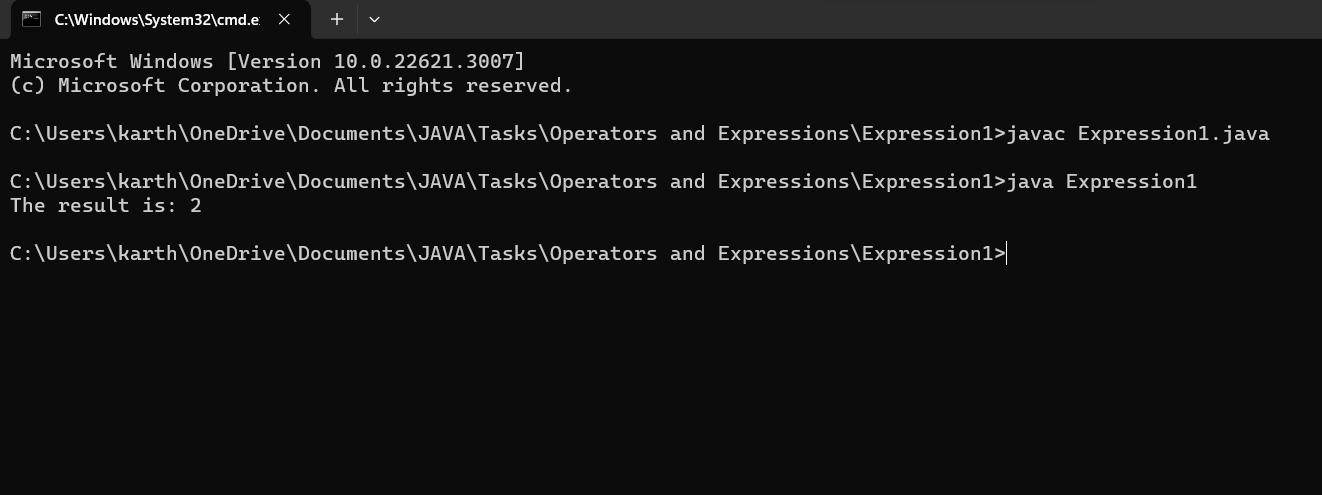 C:\Windows\System32\cmd.e
Microsoft Windows [Version 10.0.22621.3007]
(c) Microsoft Corporation. All rights reserved.
C:\Users\karth\OneDrive\Documents\JAVA\Tasks\Operators and Expressions\Expression1>javac Expression1.java
C:\Users\karth\OneDrive\Documents\JAVA\Tasks\Operators and Expressions\Expression1>java Expression1
The result is: 2
C:\Users\karth\OneDrive\Documents\JAVA\Tasks\Operators and Expressions\Expression1>